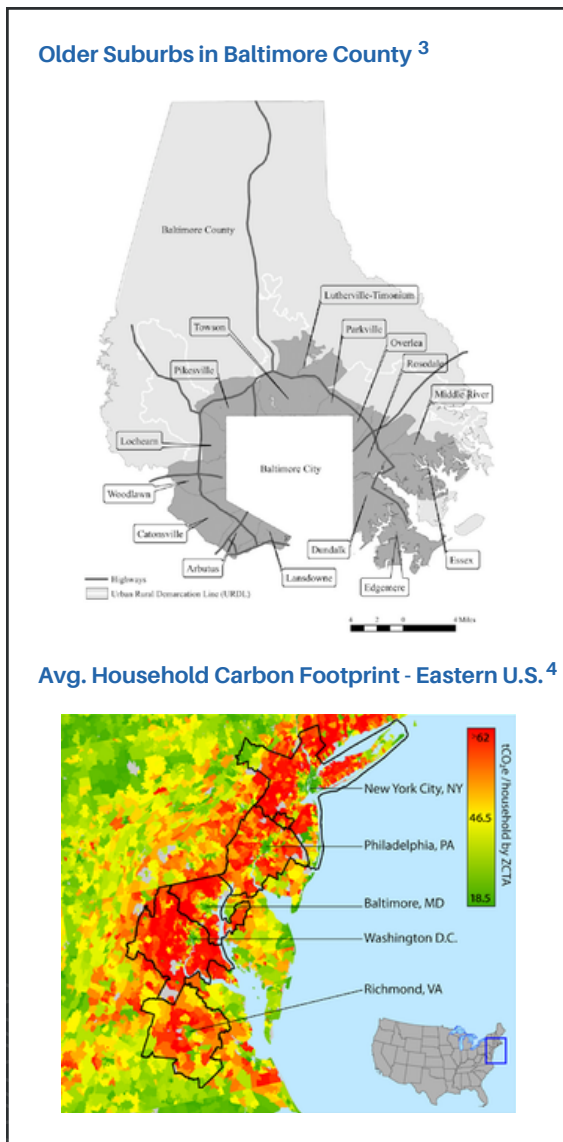 Older Suburbs in Baltimore County 3
Baltimore County
Lutherville-Timonium
Towson
Parkville
Overlea
Pikesville
Rosedale
Middle River
Lochearn
Baltimore City
Woodlawn
Catonsville
Dundalk
Essex
Arbutus
Lansdowne
Edgemere
Highways
Urban Rural Demarcation Line (URDL)
4 2 0 4 Miles
Avg. Household Carbon Footprint - Eastern U.S. 4
>62
46.5
18.5
tCO₂e / household by ZCTA
New York City, NY
Philadelphia, PA
Baltimore, MD
Washington D.C.
Richmond, VA